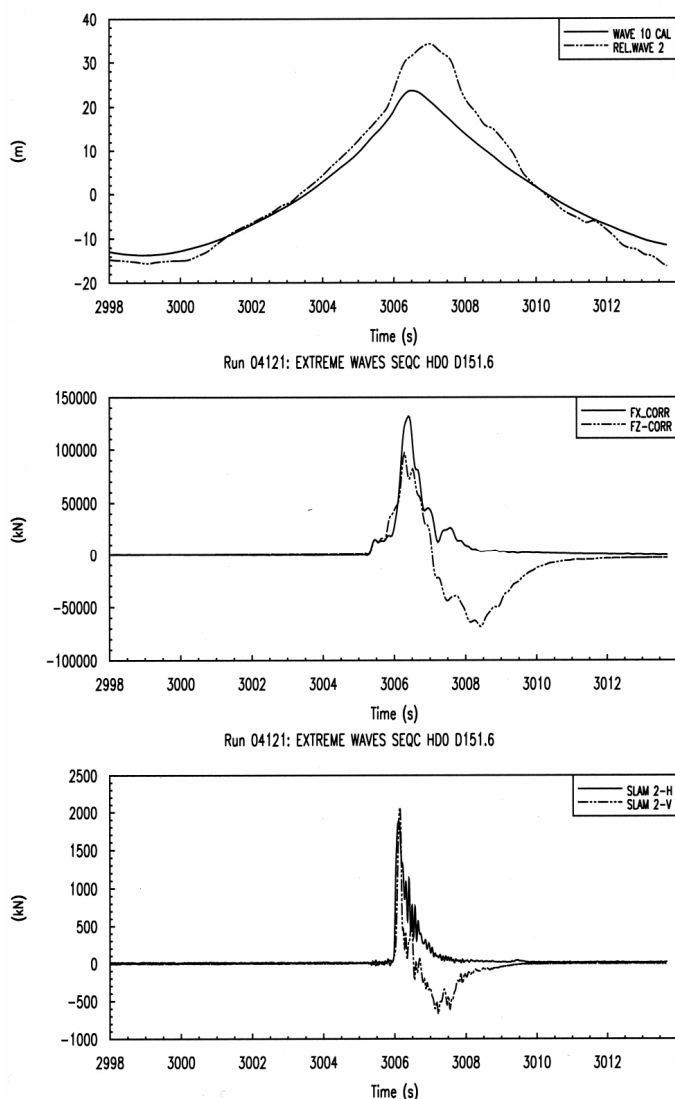 40
30
20
10
0
-10
-20
(m)
WAVE 10 CAL
REL.WAVE 2
2998 3000 3002 3004 3006 3008 3010 3012
Time (s)
Run 04121: EXTREME WAVES SEQC HD0 D151.6
150000
100000
50000
0
-50000
-100000
(kN)
FX_CORR
FZ-CORR
2998 3000 3002 3004 3006 3008 3010 3012
Time (s)
Run 04121: EXTREME WAVES SEQC HD0 D151.6
2500
2000
1500
1000
500
0
-500
-1000
(kN)
SLAM 2-H
SLAM 2-V
2998 3000 3002 3004 3006 3008 3010 3012
Time (s)